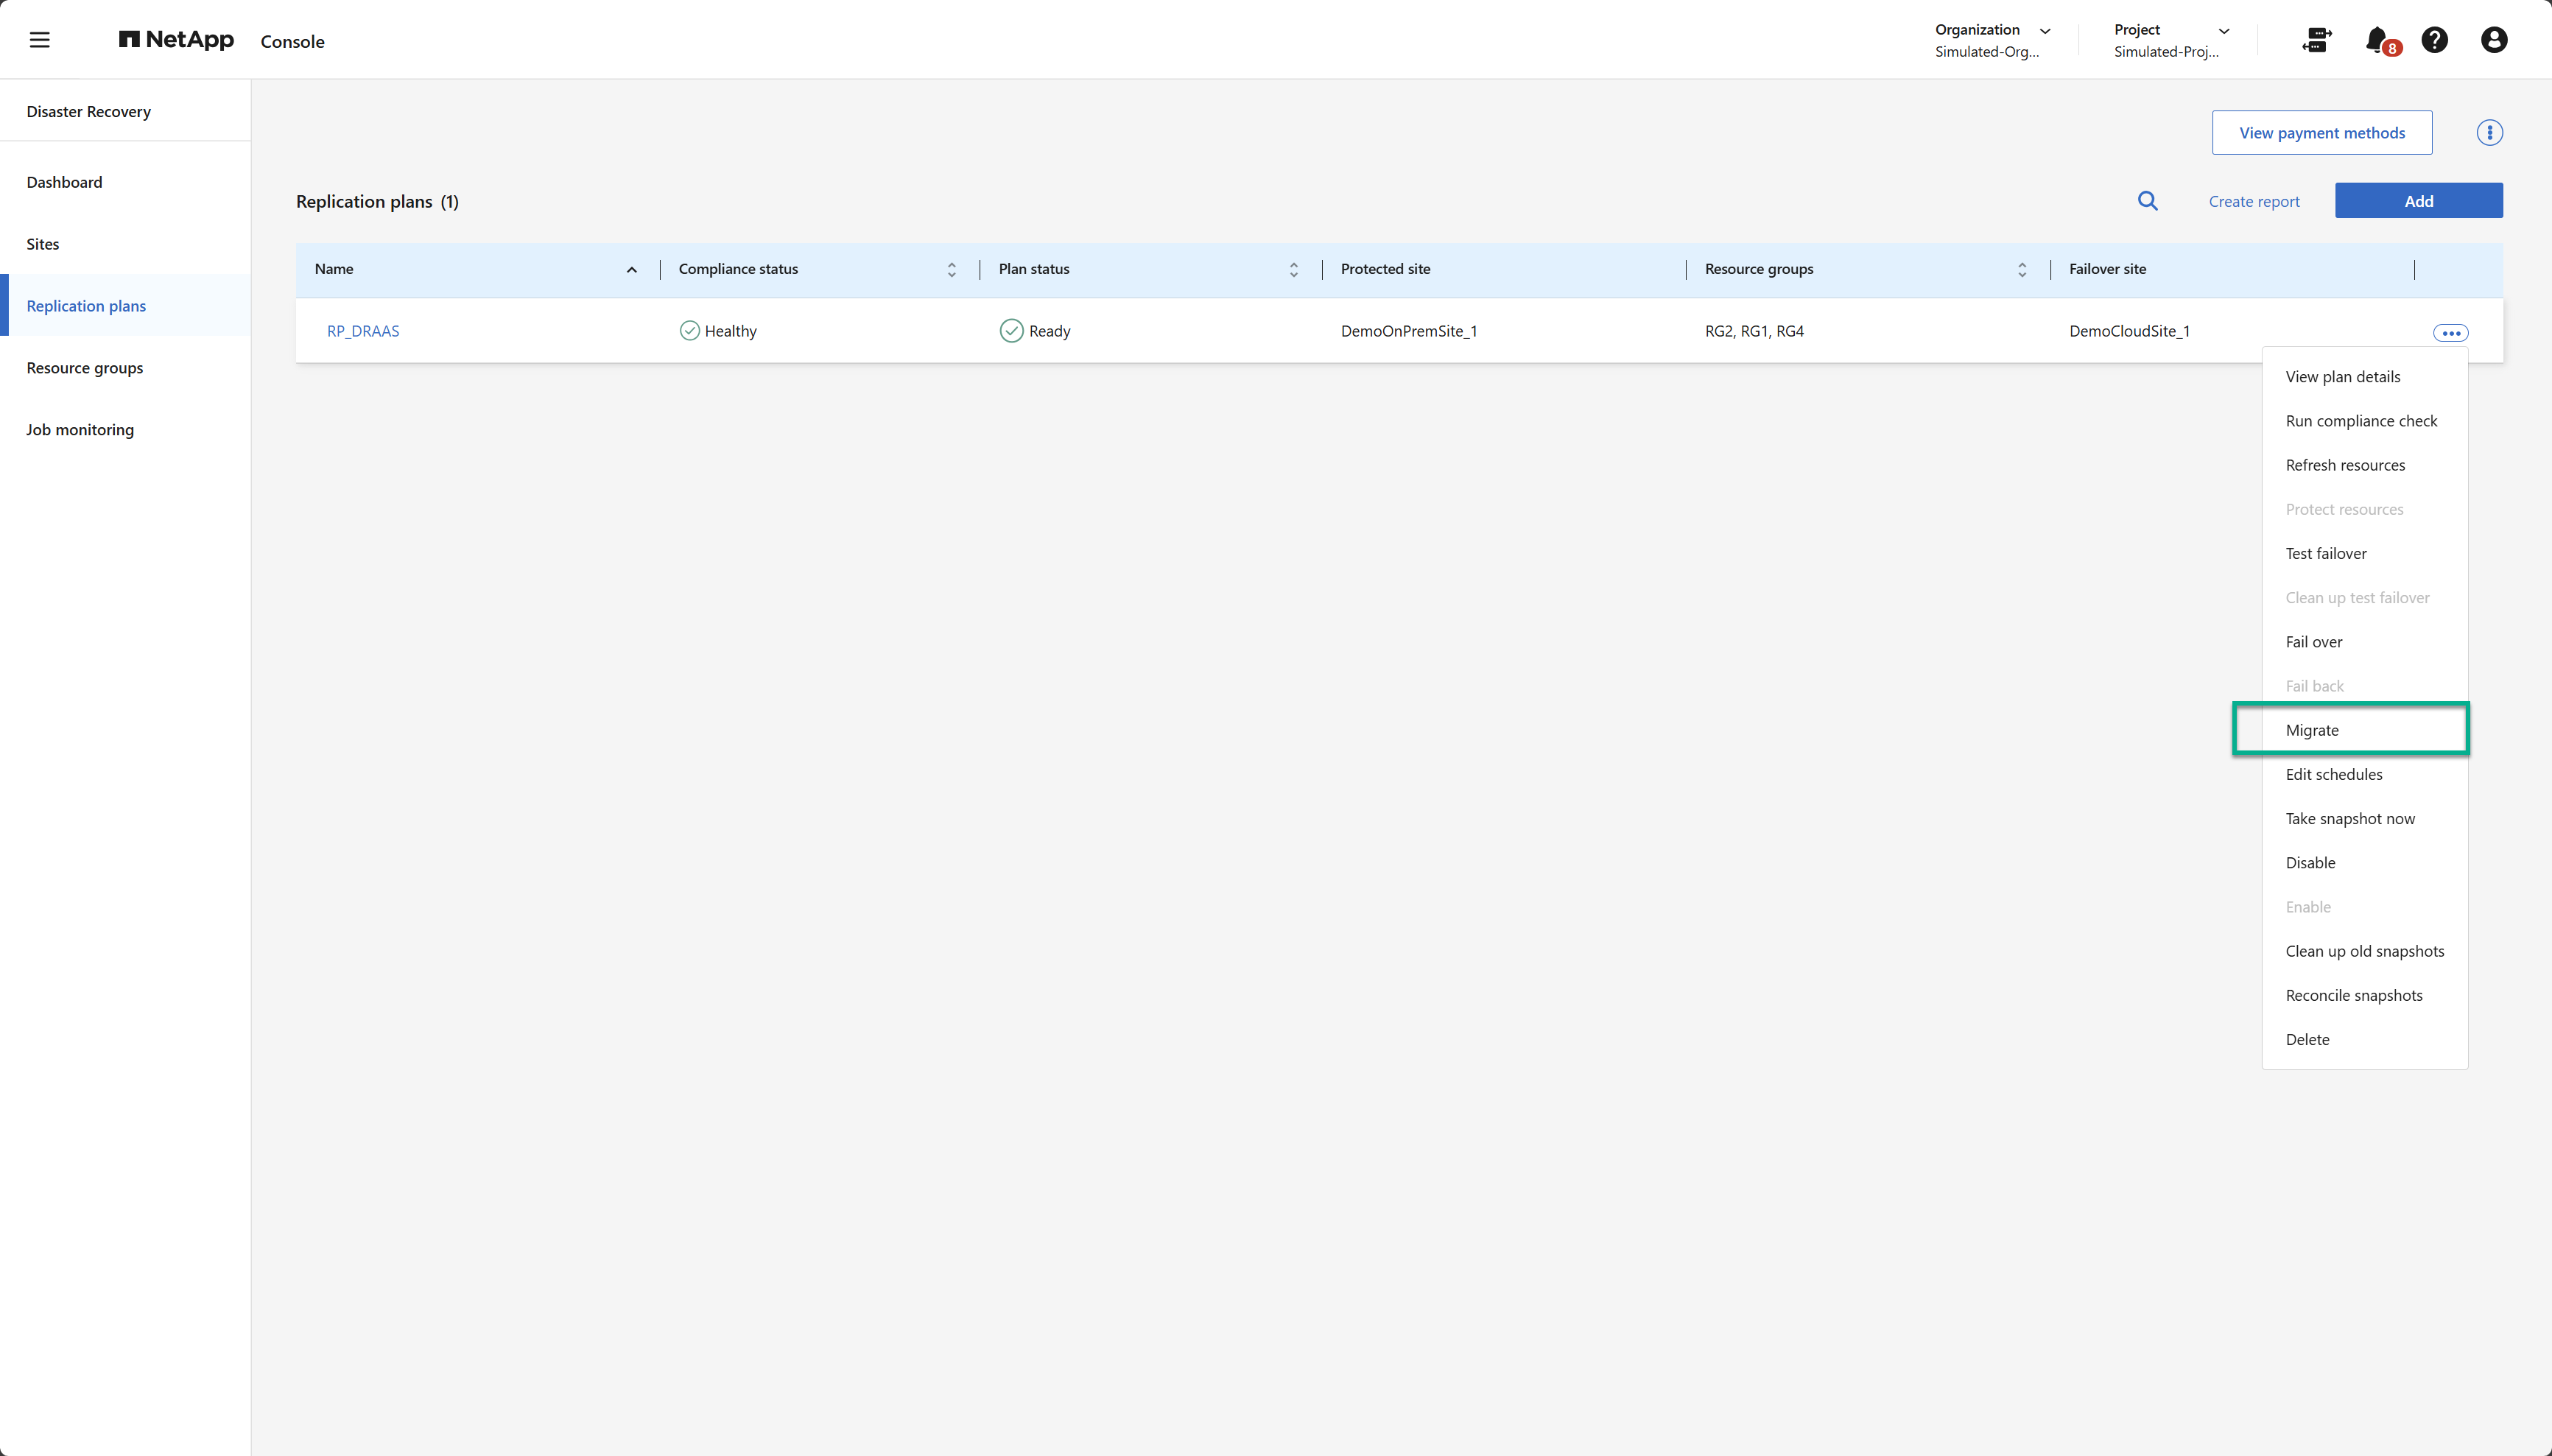 NetApp Console
Organization
Simulated-Org...
Project
Simulated-Proj...
8
Disaster Recovery
Dashboard
Sites
Replication plans
Resource groups
Job monitoring
View payment methods
Replication plans (1)
Create report
Add
Name
Compliance status
Plan status
Protected site
Resource groups
Failover site
RP_DRAAS
Healthy
Ready
DemoOnPremSite_1
RG2, RG1, RG4
DemoCloudSite_1
View plan details
Run compliance check
Refresh resources
Protect resources
Test failover
Clean up test failover
Fail over
Fail back
Migrate
Edit schedules
Take snapshot now
Disable
Enable
Clean up old snapshots
Reconcile snapshots
Delete